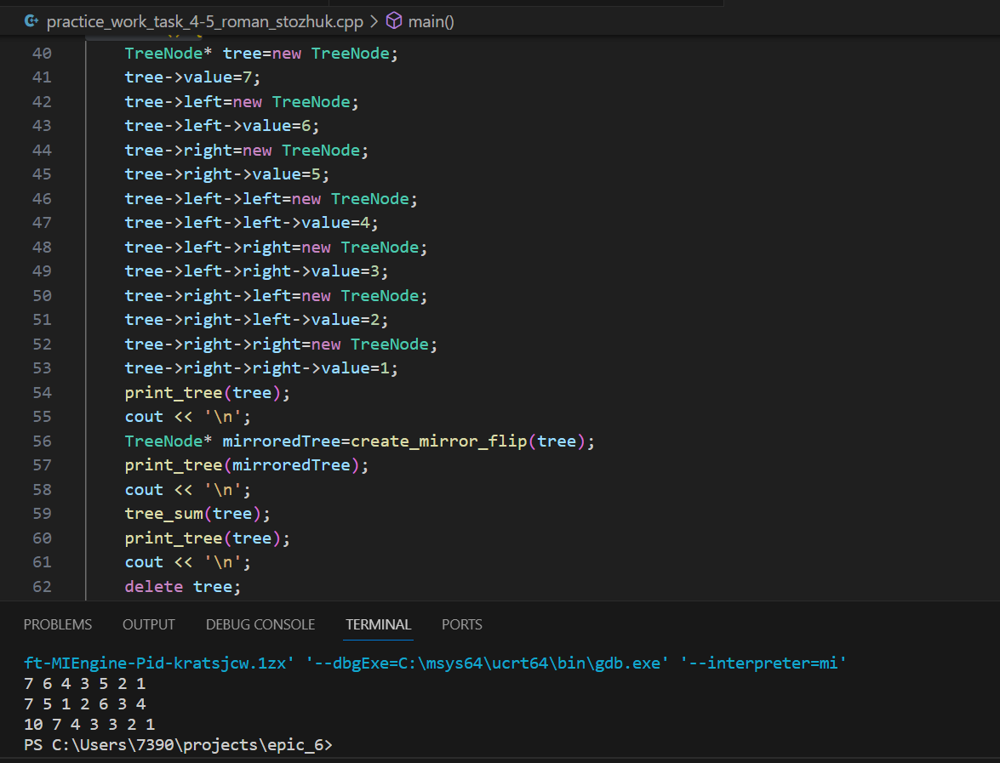 practice_work_task_4-5_roman_stozhuk.cpp > main()
40 TreeNode* tree=new TreeNode;
41 tree->value=7;
42 tree->left=new TreeNode;
43 tree->left->value=6;
44 tree->right=new TreeNode;
45 tree->right->value=5;
46 tree->left->left=new TreeNode;
47 tree->left->left->value=4;
48 tree->left->right=new TreeNode;
49 tree->left->right->value=3;
50 tree->right->left=new TreeNode;
51 tree->right->left->value=2;
52 tree->right->right=new TreeNode;
53 tree->right->right->value=1;
54 print_tree(tree);
55 cout << '\n';
56 TreeNode* mirroredTree=create_mirror_flip(tree);
57 print_tree(mirroredTree);
58 cout << '\n';
59 tree_sum(tree);
60 print_tree(tree);
61 cout << '\n';
62 delete tree;
PROBLEMS OUTPUT DEBUG CONSOLE TERMINAL PORTS
ft-MIEngine-Pid-kratsjcw.1zx' '--dbgExe=C:\msys64\ucrt64\bin\gdb.exe' '--interpreter=mi'
7 6 4 3 5 2 1
7 5 1 2 6 3 4
10 7 4 3 3 2 1
PS C:\Users\7390\projects\epic_6>